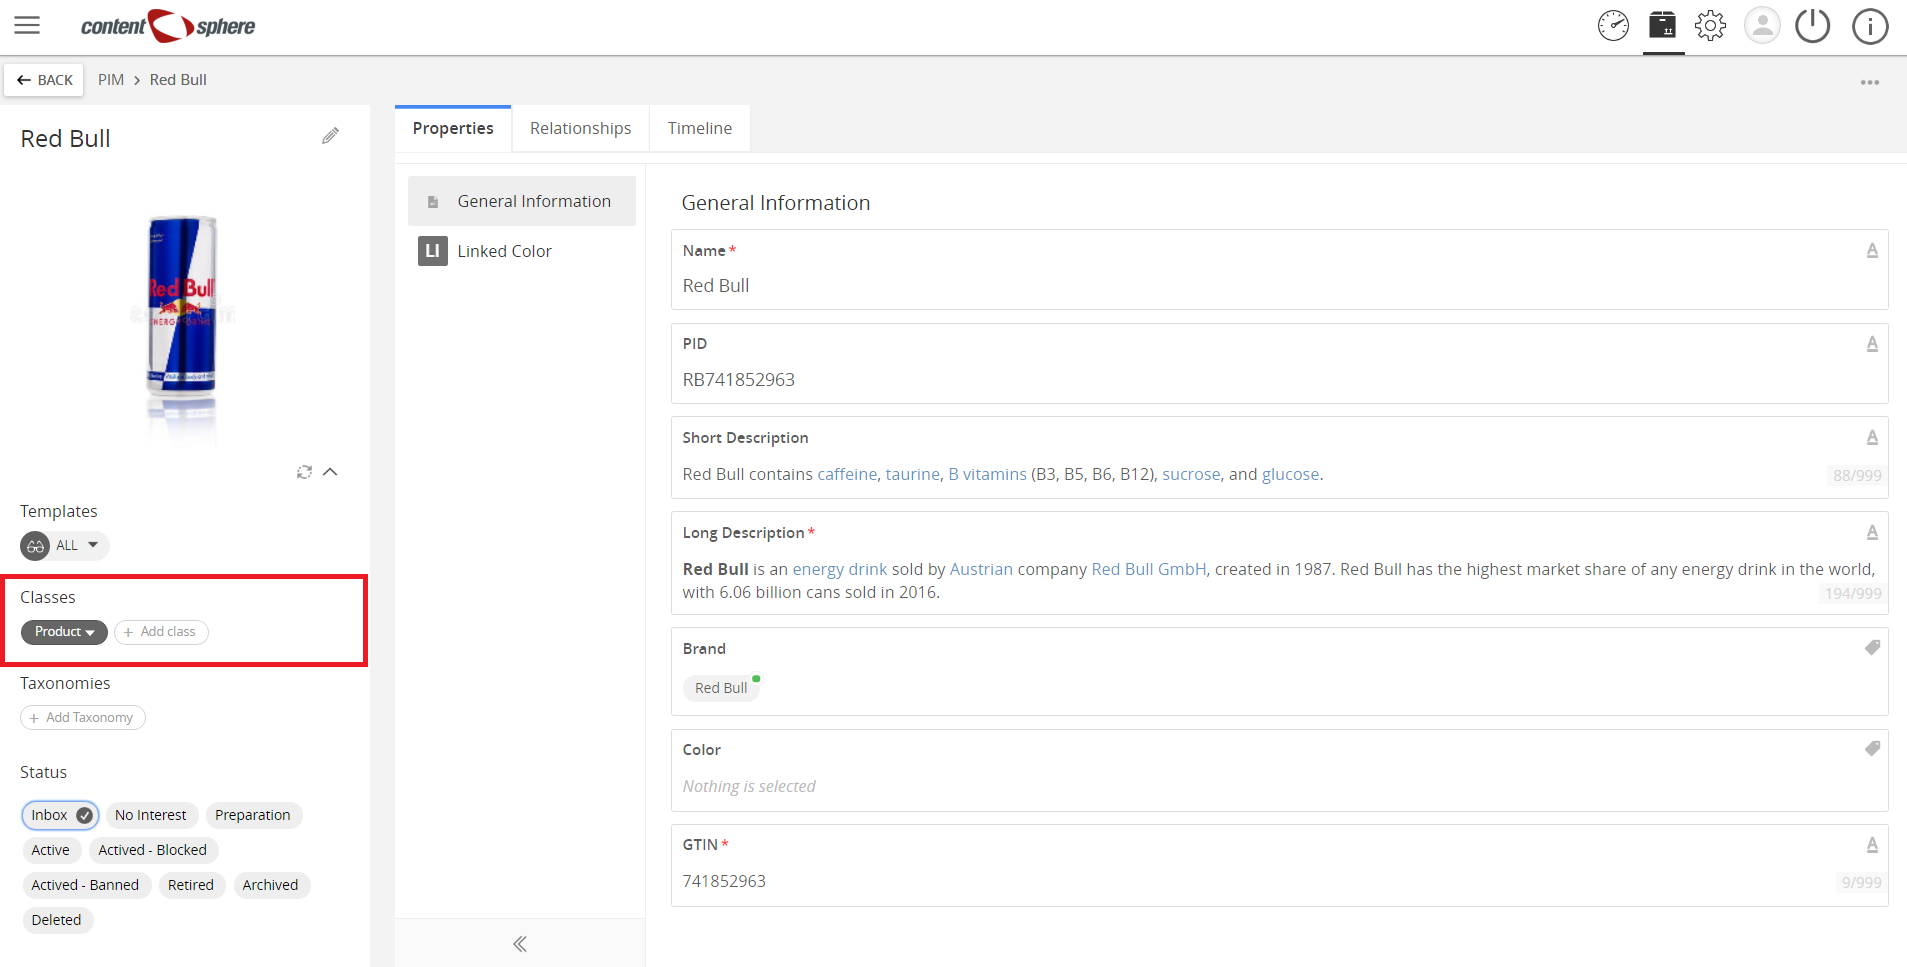 content sphere
BACK PIM > Red Bull
Red Bull
Red Bull
ENERGY DRINK
Templates
ALL
Classes
Product
+ Add class
Taxonomies
+ Add Taxonomy
Status
Inbox No Interest Preparation
Active Actived - Blocked
Actived - Banned Retired Archived
Deleted
Properties Relationships Timeline
General Information
LI Linked Color
General Information
Name *
Red Bull
PID
RB741852963
Short Description
Red Bull contains caffeine, taurine, B vitamins (B3, B5, B6, B12), sucrose, and glucose.
88/999
Long Description *
Red Bull is an energy drink sold by Austrian company Red Bull GmbH, created in 1987. Red Bull has the highest market share of any energy drink in the world,
with 6.06 billion cans sold in 2016.
194/999
Brand
Red Bull
Color
Nothing is selected
GTIN *
741852963
9/999